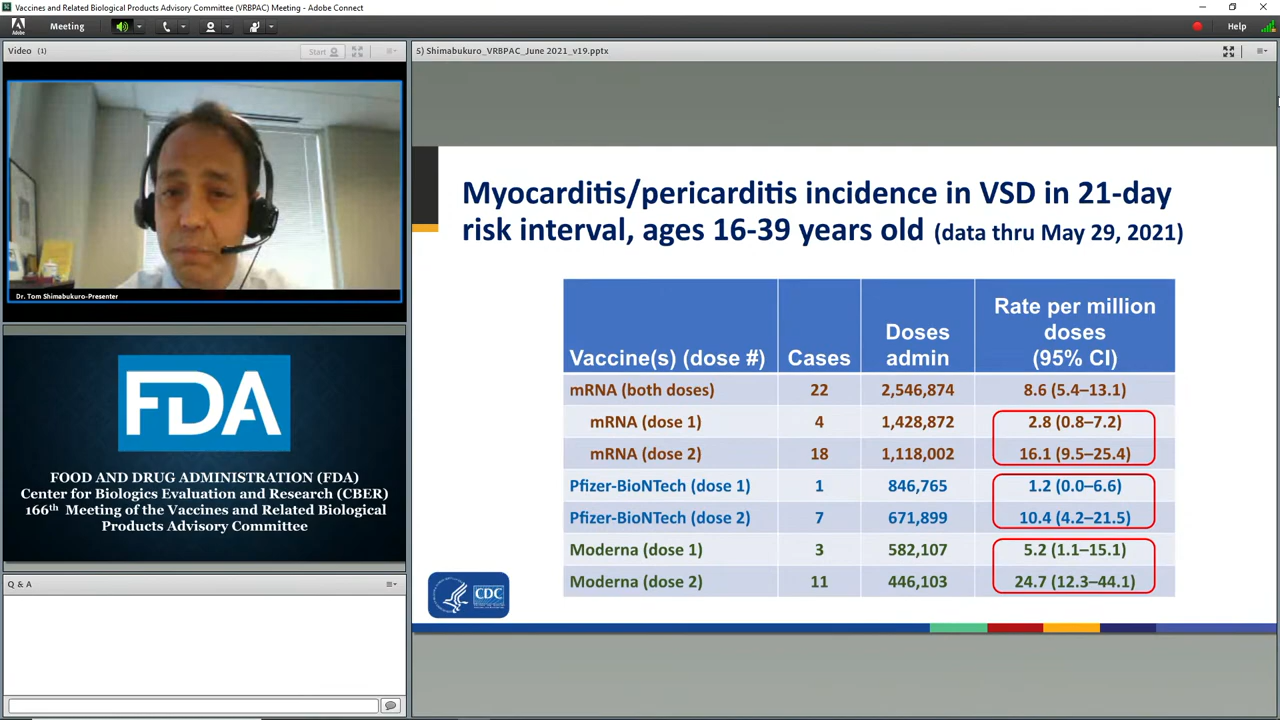 Vaccines and Related Biological Products Advisory Committee (VRBPAC) Meeting - Adobe Connect
Meeting
Help
Video (1)
Start
Dr. Tom Shimabukuro-Presenter
FDA
FOOD AND DRUG ADMINISTRATION (FDA)
Center for Biologics Evaluation and Research (CBER)
166th Meeting of the Vaccines and Related Biological
Products Advisory Committee
Q & A
5) Shimabukuro_VRBPAC_June 2021_v19.pptx
Myocarditis/pericarditis incidence in VSD in 21-day
risk interval, ages 16-39 years old (data thru May 29, 2021)
Vaccine(s) (dose #) Cases Doses admin Rate per million doses (95% CI)
mRNA (both doses) 22 2,546,874 8.6 (5.4–13.1)
mRNA (dose 1) 4 1,428,872 2.8 (0.8–7.2)
mRNA (dose 2) 18 1,118,002 16.1 (9.5–25.4)
Pfizer-BioNTech (dose 1) 1 846,765 1.2 (0.0–6.6)
Pfizer-BioNTech (dose 2) 7 671,899 10.4 (4.2–21.5)
Moderna (dose 1) 3 582,107 5.2 (1.1–15.1)
Moderna (dose 2) 11 446,103 24.7 (12.3–44.1)
CDC